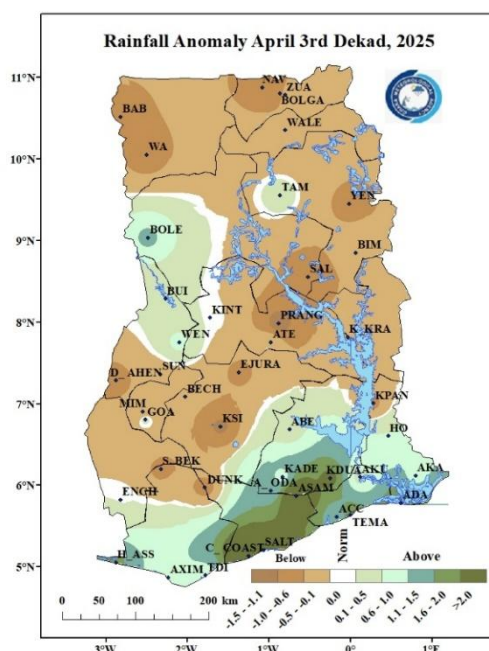 Rainfall Anomaly April 3rd Dekad, 2025
11°N
NAV
ZUA
BOLGA
BAB
WALE
WA
10°N
TAM
YEN
BOLE
9°N
BIM
SAL
BUI
PRANG
KINT
8°N
K_KRA
WEN
ATE
SUN
D_AHEN
EJURA
BECH
KPAN
7°N
MIM
GOA
KSI
ABE
HO
S_BEK
KADE
AKA
DUNK
A_ODA
ASAM
ENCH
ADA
6°N
ACC
TEMA
C_COAST
SALT
Norm
Below
Above
H_ASS
TDI
5°N
AXIM
0
100
200
km
-1.5 - -1.1
-1.0 - -0.6
-0.5 - -0.1
0.0
0.1 - 0.5
0.6 - 1.0
1.1 - 1.5
1.6 - 2.0
>2.0
3°W
2°W
1°W
0°
1°E